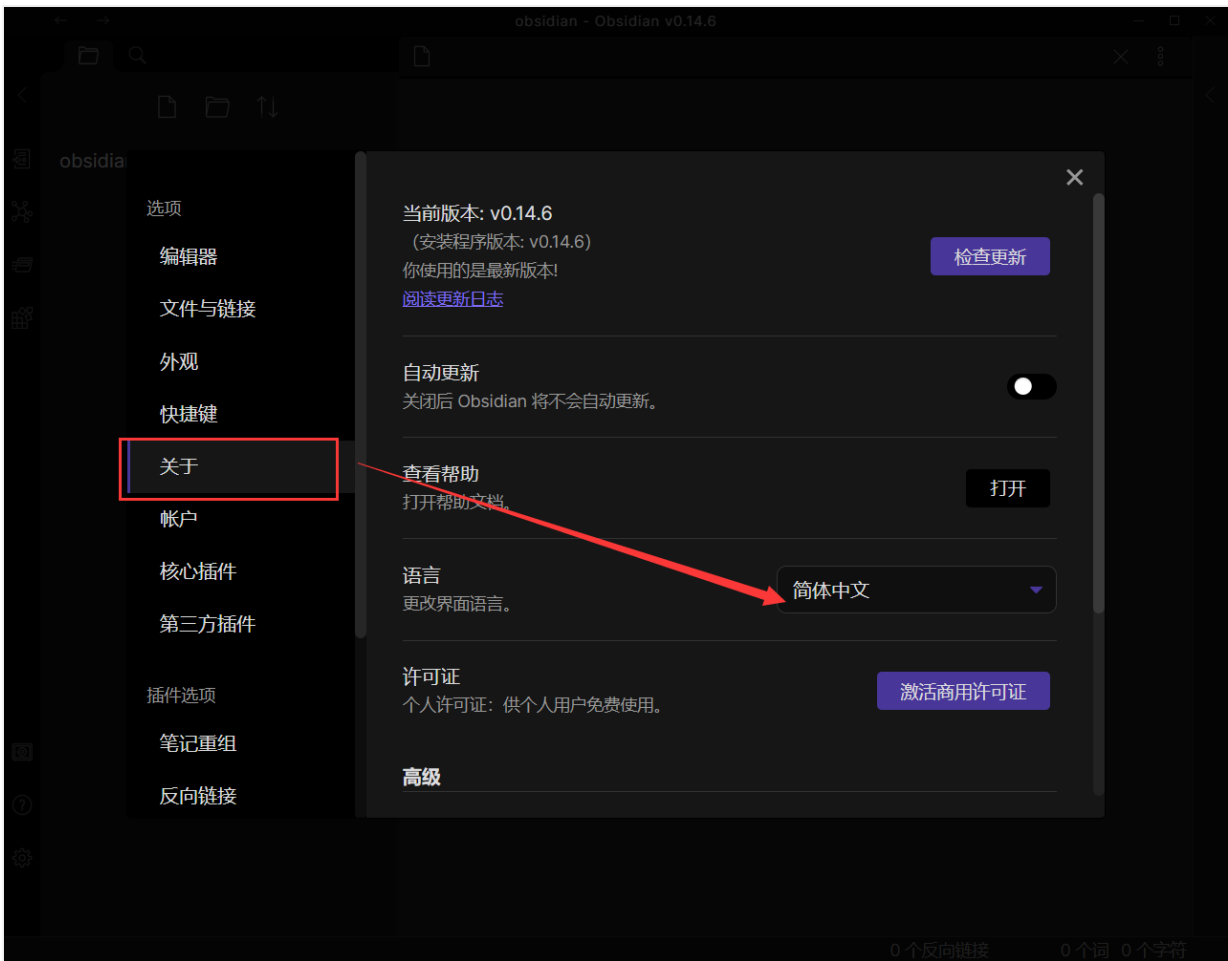 obsidian - Obsidian v0.14.6
obsidia
选项
编辑器
文件与链接
外观
快捷键
关于
帐户
核心插件
第三方插件
插件选项
笔记重组
反向链接
当前版本: v0.14.6
（安装程序版本: v0.14.6）
你使用的是最新版本!
阅读更新日志
检查更新
自动更新
关闭后 Obsidian 将不会自动更新。
查看帮助
打开帮助文档。
打开
语言
更改界面语言。
简体中文
许可证
个人许可证：供个人用户免费使用。
激活商用许可证
高级
0 个反向链接
0 个词
0 个字符